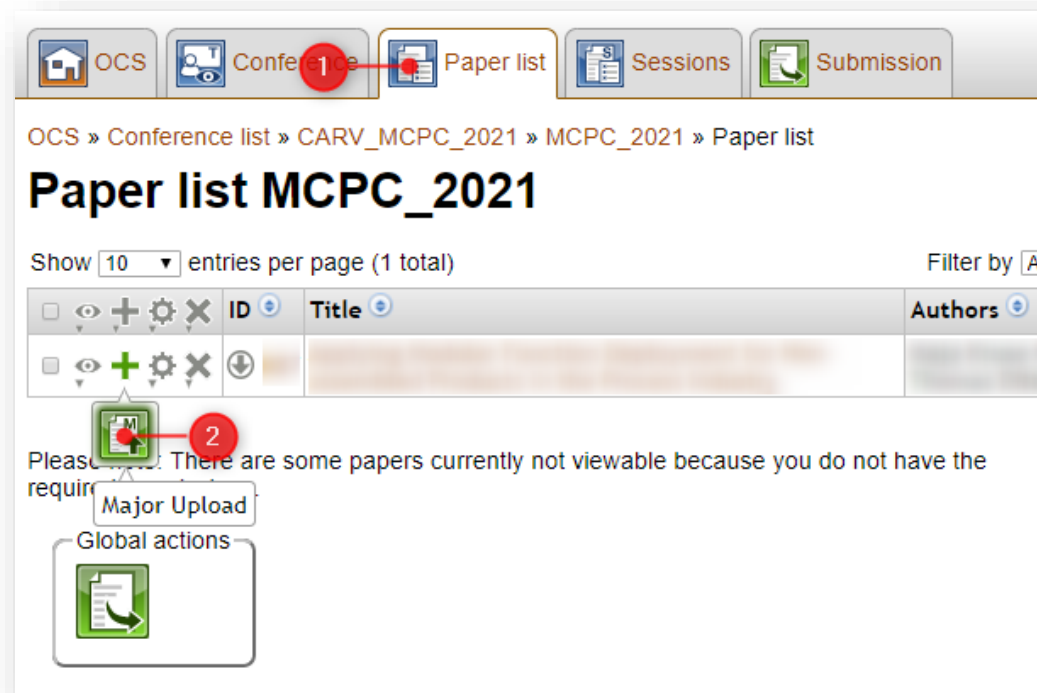 OCS Conference Paper list Sessions Submission
1
OCS » Conference list » CARV_MCPC_2021 » MCPC_2021 » Paper list
Paper list MCPC_2021
Show 10 entries per page (1 total) Filter by A
ID Title Authors
2
There are some papers currently not viewable because you do not have the
Major Upload
Global actions